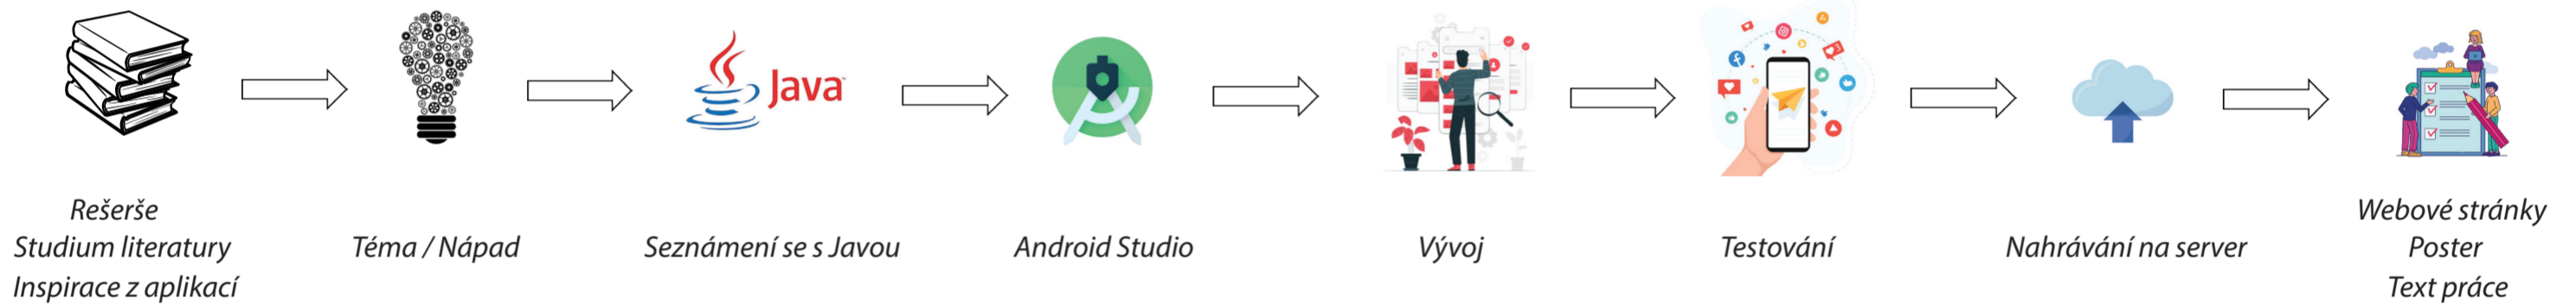 Java
Rešerše
Studium literatury
Inspirace z aplikací
Téma / Nápad
Seznámení se s Javou
Android Studio
Vývoj
Testování
Nahrávání na server
Webové stránky
Poster
Text práce